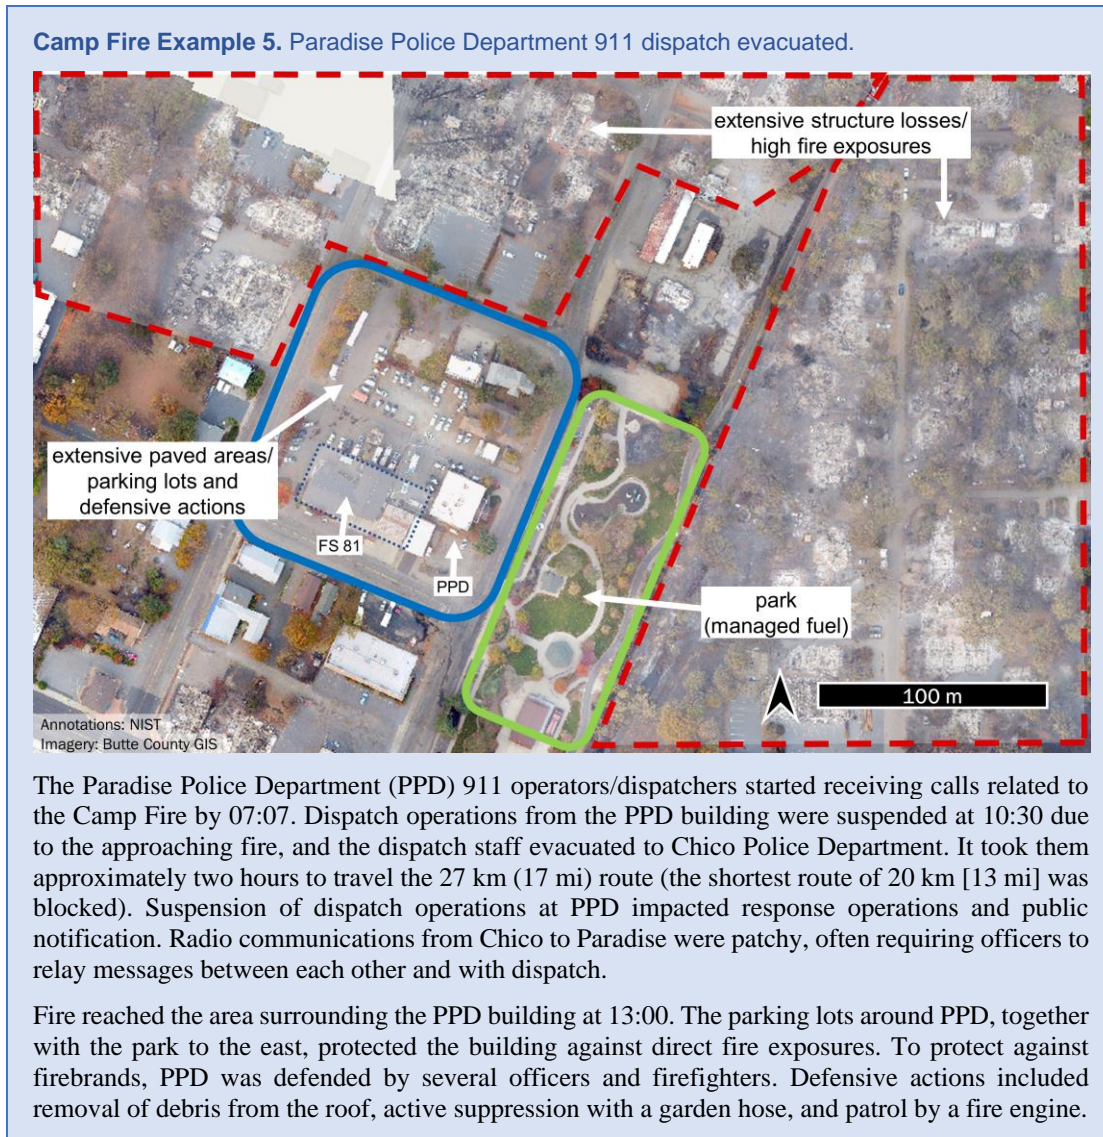 Camp Fire Example 5. Paradise Police Department 911 dispatch evacuated.
extensive structure losses/
high fire exposures
extensive paved areas/
parking lots and
defensive actions
FS 81
PPD
park
(managed fuel)
100 m
Annotations: NIST
Imagery: Butte County GIS
The Paradise Police Department (PPD) 911 operators/dispatchers started receiving calls related to
the Camp Fire by 07:07. Dispatch operations from the PPD building were suspended at 10:30 due
to the approaching fire, and the dispatch staff evacuated to Chico Police Department. It took them
approximately two hours to travel the 27 km (17 mi) route (the shortest route of 20 km [13 mi] was
blocked). Suspension of dispatch operations at PPD impacted response operations and public
notification. Radio communications from Chico to Paradise were patchy, often requiring officers to
relay messages between each other and with dispatch.
Fire reached the area surrounding the PPD building at 13:00. The parking lots around PPD, together
with the park to the east, protected the building against direct fire exposures. To protect against
firebrands, PPD was defended by several officers and firefighters. Defensive actions included
removal of debris from the roof, active suppression with a garden hose, and patrol by a fire engine.